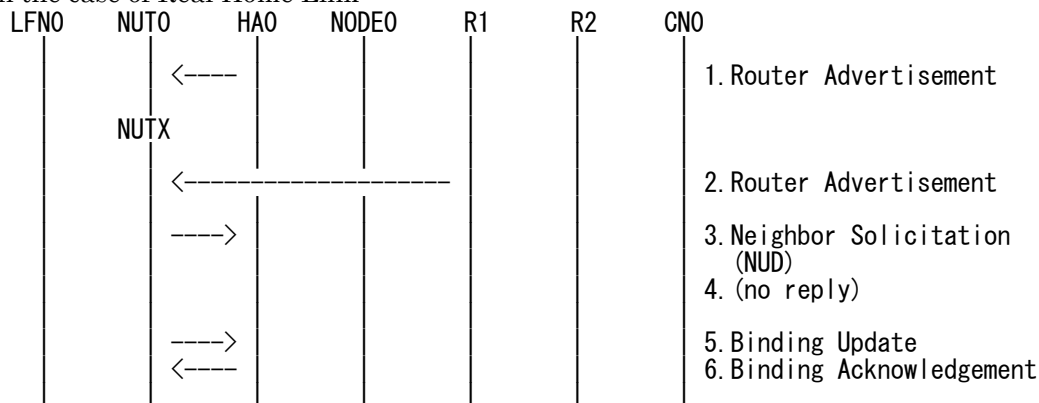 in the case of Real Home Link
LFN0 NUT0 HA0 NODE0 R1 R2 CN0
<---- 1.Router Advertisement
NUTX
<-------------------- 2.Router Advertisement
----> 3.Neighbor Solicitation
(NUD)
4.(no reply)
----> 5.Binding Update
<---- 6.Binding Acknowledgement